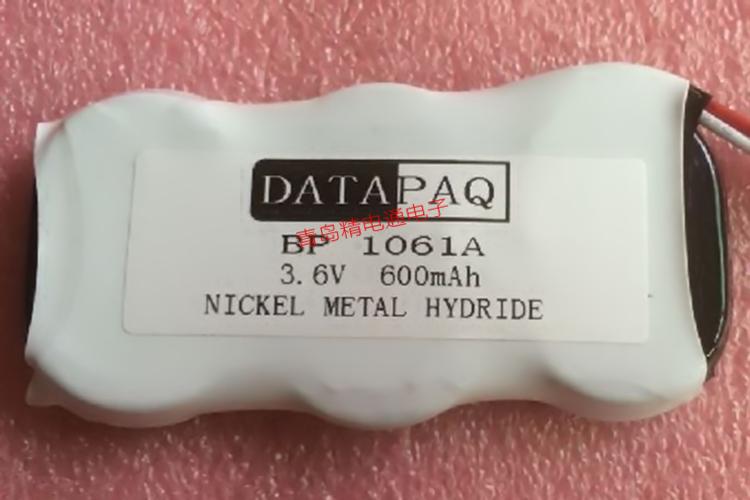 DATAPAQ
青岛精电通电子
BP 1061A
3.6V 600mAh
NICKEL METAL HYDRIDE